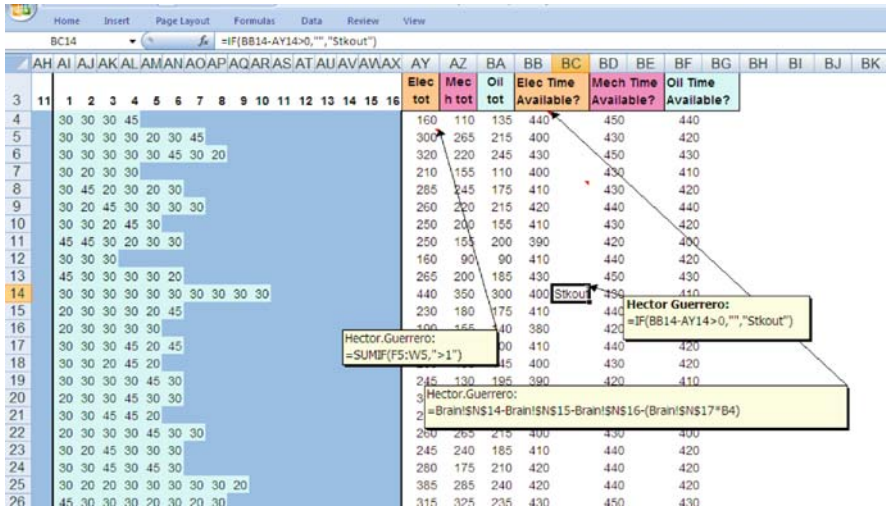 Home Insert Page Layout Formulas Data Review View
BC14 fx =IF(BB14-AY14>0,"","Stkout")
AH AI AJ AK AL AM AN AO AP AQ AR AS AT AU AV AW AX AY AZ BA BB BC BD BE BF BG BH BI BJ BK
Elec Mec Oil Elec Time Mech Time Oil Time
3 11 1 2 3 4 5 6 7 8 9 10 11 12 13 14 15 16 tot h tot tot Available? Available? Available?
4 30 30 30 45 160 110 135 440 450 440
5 30 30 30 30 20 30 45 300 265 215 400 430 420
6 30 30 30 30 30 45 30 20 320 220 245 430 450 430
7 30 20 30 30 210 155 110 400 430 410
8 30 45 20 30 20 30 285 245 175 410 430 420
9 30 20 45 30 30 30 30 260 220 215 420 440 440
10 30 30 20 45 30 250 200 155 410 430 420
11 45 45 30 20 30 30 250 155 200 390 420 400
12 30 30 30 160 90 90 410 440 420
13 45 30 30 30 30 20 265 200 185 430 450 430
14 30 30 30 30 30 30 30 30 30 30 440 350 300 400 Stkout 430 410
15 20 30 30 30 20 45 230 180 175 410 440
16 20 30 30 30 30 380 420
17 30 30 30 45 20 45 410 440 420
18 30 30 20 45 20 400 430 420
19 30 30 30 30 45 30 245 130 195 390 420 410
20 20 30 30 45 30 30
21 30 30 45 45 20
22 20 30 30 30 45 30 30 260 265 215 400 430 400
23 30 20 45 30 30 30 245 240 185 410 440 420
24 30 30 45 30 45 30 280 175 210 420 440 420
25 30 20 20 30 30 30 30 30 20 385 285 240 420 440 420
26 45 30 30 30 20 30 20 30 315 325 235 430 450 430
Hector Guerrero:
=IF(BB14-AY14>0,"","Stkout")
Hector.Guerrero:
=SUMIF(F5:W5,">1")
Hector.Guerrero:
=Brain!$N$14-Brain!$N$15-Brain!$N$16-(Brain!$N$17*B4)